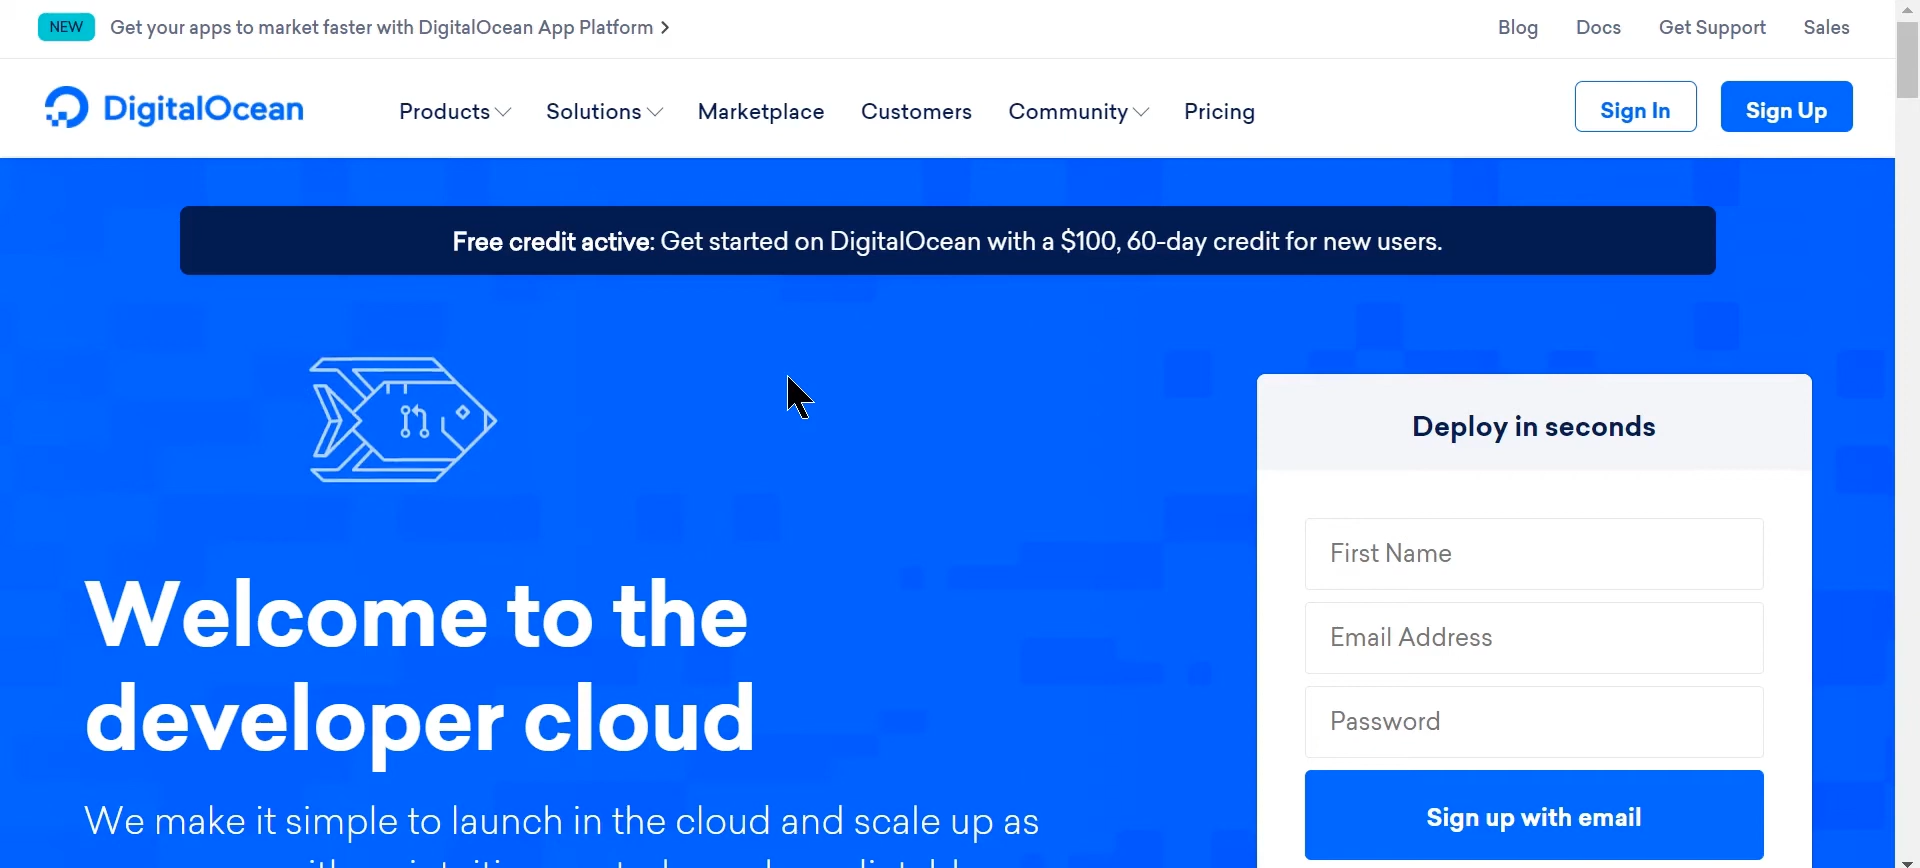 NEW Get your apps to market faster with DigitalOcean App Platform
Blog Docs Get Support Sales
DigitalOcean
Products Solutions Marketplace Customers Community Pricing
Sign In Sign Up
Free credit active: Get started on DigitalOcean with a $100, 60-day credit for new users.
Deploy in seconds
First Name
Email Address
Password
Sign up with email
Welcome to the
developer cloud
We make it simple to launch in the cloud and scale up as